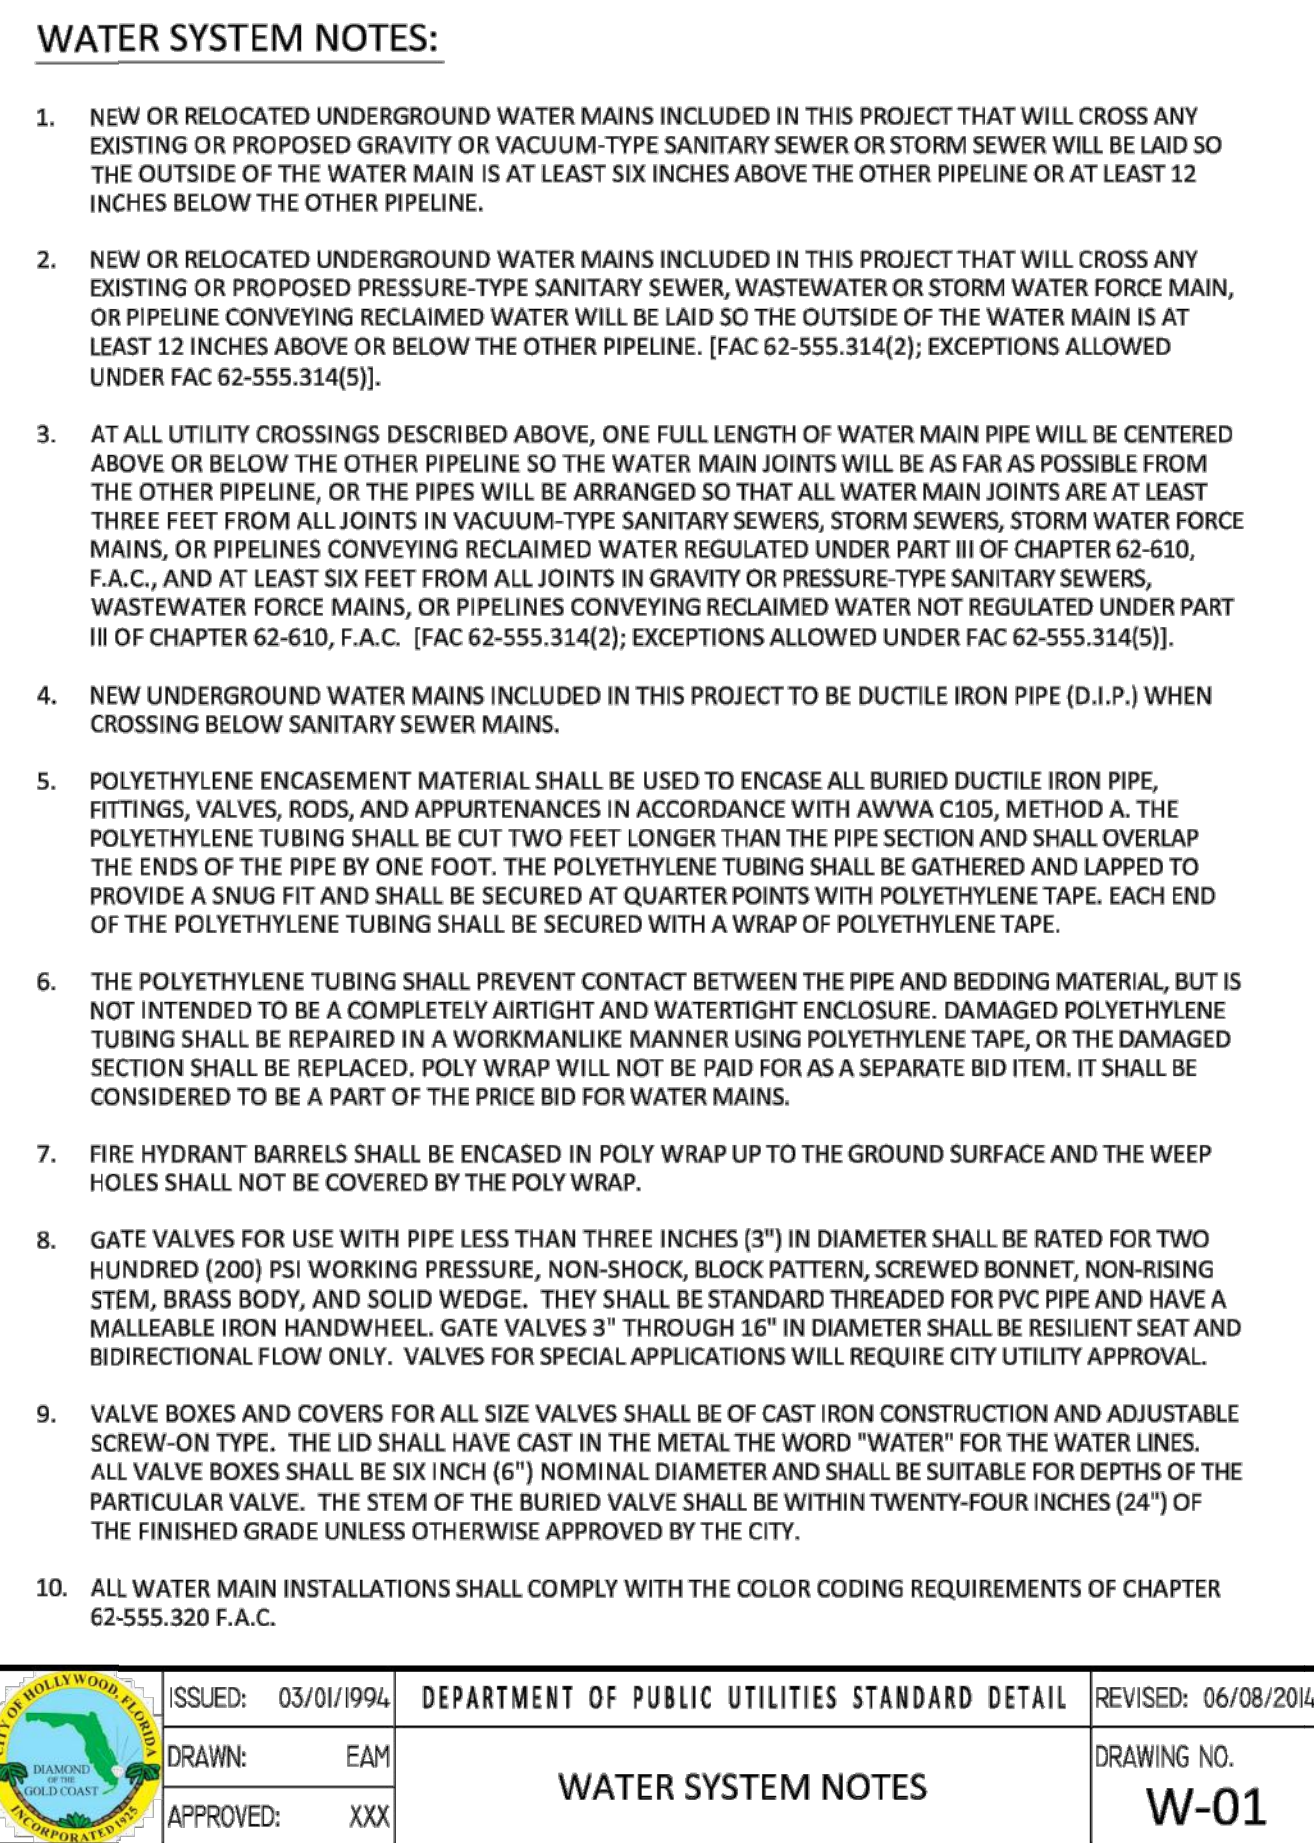 WATER SYSTEM NOTES:
1. NEW OR RELOCATED UNDERGROUND WATER MAINS INCLUDED IN THIS PROJECT THAT WILL CROSS ANY
EXISTING OR PROPOSED GRAVITY OR VACUUM-TYPE SANITARY SEWER OR STORM SEWER WILL BE LAID SO
THE OUTSIDE OF THE WATER MAIN IS AT LEAST SIX INCHES ABOVE THE OTHER PIPELINE OR AT LEAST 12
INCHES BELOW THE OTHER PIPELINE.
2. NEW OR RELOCATED UNDERGROUND WATER MAINS INCLUDED IN THIS PROJECT THAT WILL CROSS ANY
EXISTING OR PROPOSED PRESSURE-TYPE SANITARY SEWER, WASTEWATER OR STORM WATER FORCE MAIN,
OR PIPELINE CONVEYING RECLAIMED WATER WILL BE LAID SO THE OUTSIDE OF THE WATER MAIN IS AT
LEAST 12 INCHES ABOVE OR BELOW THE OTHER PIPELINE. [FAC 62-555.314(2); EXCEPTIONS ALLOWED
UNDER FAC 62-555.314(5)].
3. AT ALL UTILITY CROSSINGS DESCRIBED ABOVE, ONE FULL LENGTH OF WATER MAIN PIPE WILL BE CENTERED
ABOVE OR BELOW THE OTHER PIPELINE SO THE WATER MAIN JOINTS WILL BE AS FAR AS POSSIBLE FROM
THE OTHER PIPELINE, OR THE PIPES WILL BE ARRANGED SO THAT ALL WATER MAIN JOINTS ARE AT LEAST
THREE FEET FROM ALL JOINTS IN VACUUM-TYPE SANITARY SEWERS, STORM SEWERS, STORM WATER FORCE
MAINS, OR PIPELINES CONVEYING RECLAIMED WATER REGULATED UNDER PART III OF CHAPTER 62-610,
F.A.C., AND AT LEAST SIX FEET FROM ALL JOINTS IN GRAVITY OR PRESSURE-TYPE SANITARY SEWERS,
WASTEWATER FORCE MAINS, OR PIPELINES CONVEYING RECLAIMED WATER NOT REGULATED UNDER PART
III OF CHAPTER 62-610, F.A.C. [FAC 62-555.314(2); EXCEPTIONS ALLOWED UNDER FAC 62-555.314(5)].
4. NEW UNDERGROUND WATER MAINS INCLUDED IN THIS PROJECT TO BE DUCTILE IRON PIPE (D.I.P.) WHEN
CROSSING BELOW SANITARY SEWER MAINS.
5. POLYETHYLENE ENCASEMENT MATERIAL SHALL BE USED TO ENCASE ALL BURIED DUCTILE IRON PIPE,
FITTINGS, VALVES, RODS, AND APPURTENANCES IN ACCORDANCE WITH AWWA C105, METHOD A. THE
POLYETHYLENE TUBING SHALL BE CUT TWO FEET LONGER THAN THE PIPE SECTION AND SHALL OVERLAP
THE ENDS OF THE PIPE BY ONE FOOT. THE POLYETHYLENE TUBING SHALL BE GATHERED AND LAPPED TO
PROVIDE A SNUG FIT AND SHALL BE SECURED AT QUARTER POINTS WITH POLYETHYLENE TAPE. EACH END
OF THE POLYETHYLENE TUBING SHALL BE SECURED WITH A WRAP OF POLYETHYLENE TAPE.
6. THE POLYETHYLENE TUBING SHALL PREVENT CONTACT BETWEEN THE PIPE AND BEDDING MATERIAL, BUT IS
NOT INTENDED TO BE A COMPLETELY AIRTIGHT AND WATERTIGHT ENCLOSURE. DAMAGED POLYETHYLENE
TUBING SHALL BE REPAIRED IN A WORKMANLIKE MANNER USING POLYETHYLENE TAPE, OR THE DAMAGED
SECTION SHALL BE REPLACED. POLY WRAP WILL NOT BE PAID FOR AS A SEPARATE BID ITEM. IT SHALL BE
CONSIDERED TO BE A PART OF THE PRICE BID FOR WATER MAINS.
7. FIRE HYDRANT BARRELS SHALL BE ENCASED IN POLY WRAP UP TO THE GROUND SURFACE AND THE WEEP
HOLES SHALL NOT BE COVERED BY THE POLY WRAP.
8. GATE VALVES FOR USE WITH PIPE LESS THAN THREE INCHES (3") IN DIAMETER SHALL BE RATED FOR TWO
HUNDRED (200) PSI WORKING PRESSURE, NON-SHOCK, BLOCK PATTERN, SCREWED BONNET, NON-RISING
STEM, BRASS BODY, AND SOLID WEDGE. THEY SHALL BE STANDARD THREADED FOR PVC PIPE AND HAVE A
MALLEABLE IRON HANDWHEEL. GATE VALVES 3" THROUGH 16" IN DIAMETER SHALL BE RESILIENT SEAT AND
BIDIRECTIONAL FLOW ONLY. VALVES FOR SPECIAL APPLICATIONS WILL REQUIRE CITY UTILITY APPROVAL.
9. VALVE BOXES AND COVERS FOR ALL SIZE VALVES SHALL BE OF CAST IRON CONSTRUCTION AND ADJUSTABLE
SCREW-ON TYPE. THE LID SHALL HAVE CAST IN THE METAL THE WORD "WATER" FOR THE WATER LINES.
ALL VALVE BOXES SHALL BE SIX INCH (6") NOMINAL DIAMETER AND SHALL BE SUITABLE FOR DEPTHS OF THE
PARTICULAR VALVE. THE STEM OF THE BURIED VALVE SHALL BE WITHIN TWENTY-FOUR INCHES (24") OF
THE FINISHED GRADE UNLESS OTHERWISE APPROVED BY THE CITY.
10. ALL WATER MAIN INSTALLATIONS SHALL COMPLY WITH THE COLOR CODING REQUIREMENTS OF CHAPTER
62-555.320 F.A.C.
CITY OF HOLLYWOOD, FLORIDA
DIAMOND
OF THE
GOLD COAST
INCORPORATED 1925
ISSUED: 03/01/1994
DRAWN: EAM
APPROVED: XXX
DEPARTMENT OF PUBLIC UTILITIES STANDARD DETAIL
WATER SYSTEM NOTES
REVISED: 06/08/2014
DRAWING NO.
W-01